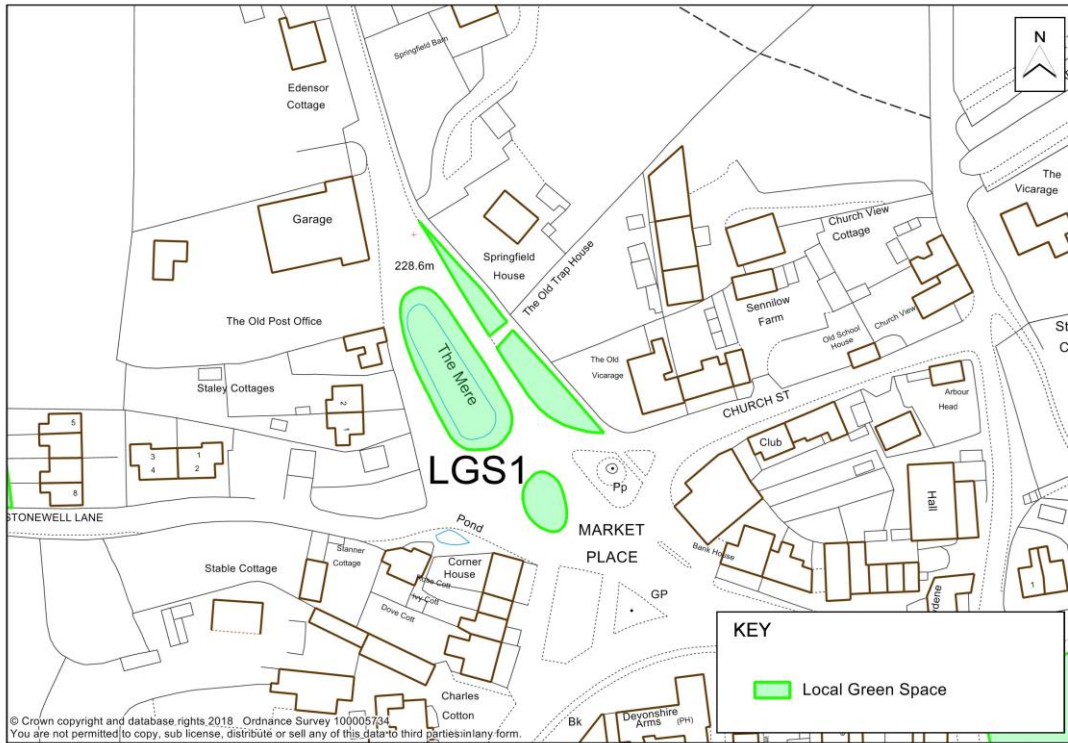 N
Springfield Barn
Edensor
Cottage
The
Vicarage
Garage
Church View
Cottage
228.6m
Springfield
House
The Old Trap House
Sennilow
Farm
The Old Post Office
The Mere
Old School
House
Church View
St
C
Staley Cottages
The Old
Vicarage
CHURCH ST
Arbour
Head
2
1
5
3
1
4
2
8
Club
LGS1
Pp
Hall
STONEWELL LANE
Pond
MARKET
PLACE
Bank House
Stanner
Cottage
Corner
House
Stable Cottage
Rose Cott
Ivy Cott
Dove Cott
GP
1
dene
KEY
Local Green Space
Charles
Cotton
Bk
Devonshire
Arms
(PH)
8
© Crown copyright and database rights 2018 Ordnance Survey 100005734
You are not permitted to copy, sub license, distribute or sell any of this data to third parties in any form.